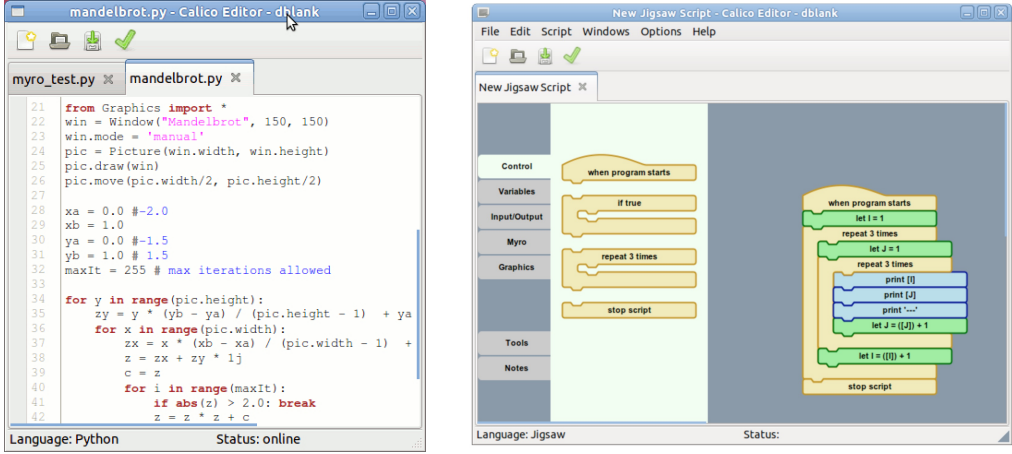 mandelbrot.py - Calico Editor - dblank
myro_test.py
mandelbrot.py
21 from Graphics import *
22 win = Window("Mandelbrot", 150, 150)
23 win.mode = 'manual'
24 pic = Picture(win.width, win.height)
25 pic.draw(win)
26 pic.move(pic.width/2, pic.height/2)
27
28 xa = 0.0 #-2.0
29 xb = 1.0
30 ya = 0.0 #-1.5
31 yb = 1.0 # 1.5
32 maxIt = 255 # max iterations allowed
33
34 for y in range(pic.height):
35 zy = y * (yb - ya) / (pic.height - 1) + ya
36 for x in range(pic.width):
37 zx = x * (xb - xa) / (pic.width - 1) +
38 z = zx + zy * 1j
39 c = z
40 for i in range(maxIt):
41 if abs(z) > 2.0: break
42 z = z * z + c
Language: Python Status: online
New Jigsaw Script - Calico Editor - dblank
File Edit Script Windows Options Help
New Jigsaw Script
Control
Variables
Input/Output
Myro
Graphics
Tools
Notes
when program starts
if true
repeat 3 times
stop script
when program starts
let I = 1
repeat 3 times
let J = 1
repeat 3 times
print [I]
print [J]
print '---'
let J = ([J]) + 1
let I = ([I]) + 1
stop script
Language: Jigsaw Status: